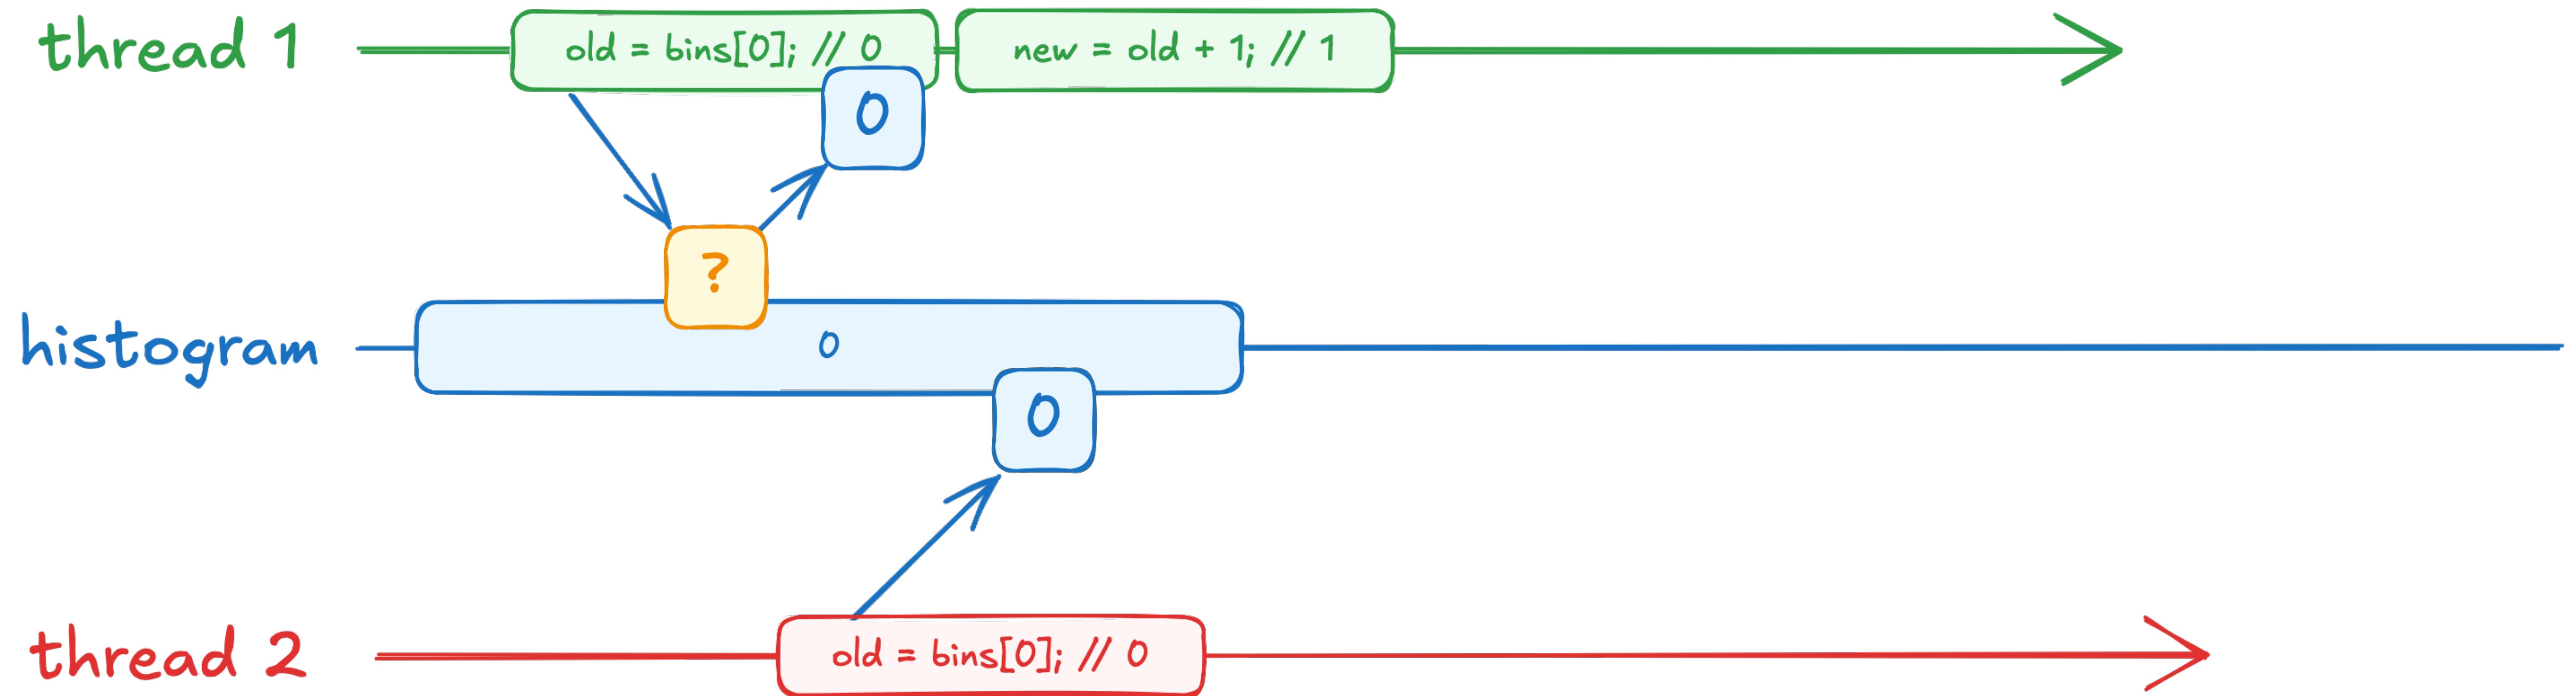 thread 1
old = bins[0]; // 0
new = old + 1; // 1
0
?
histogram
0
0
thread 2
old = bins[0]; // 0